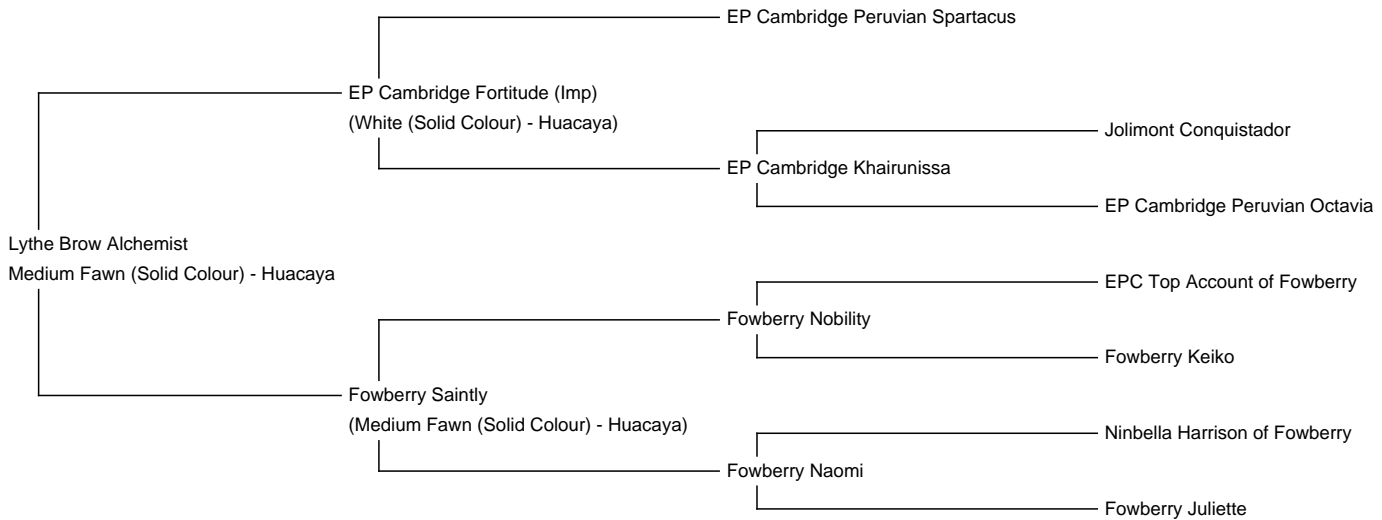 EP Cambridge Peruvian Spartacus
EP Cambridge Fortitude (Imp)
(White (Solid Colour) - Huacaya)
Jolimont Conquistador
EP Cambridge Khairunissa
EP Cambridge Peruvian Octavia
Lythe Brow Alchemist
Medium Fawn (Solid Colour) - Huacaya
EPC Top Account of Fowberry
Fowberry Nobility
Fowberry Keiko
Fowberry Saintly
(Medium Fawn (Solid Colour) - Huacaya)
Ninbella Harrison of Fowberry
Fowberry Naomi
Fowberry Juliette